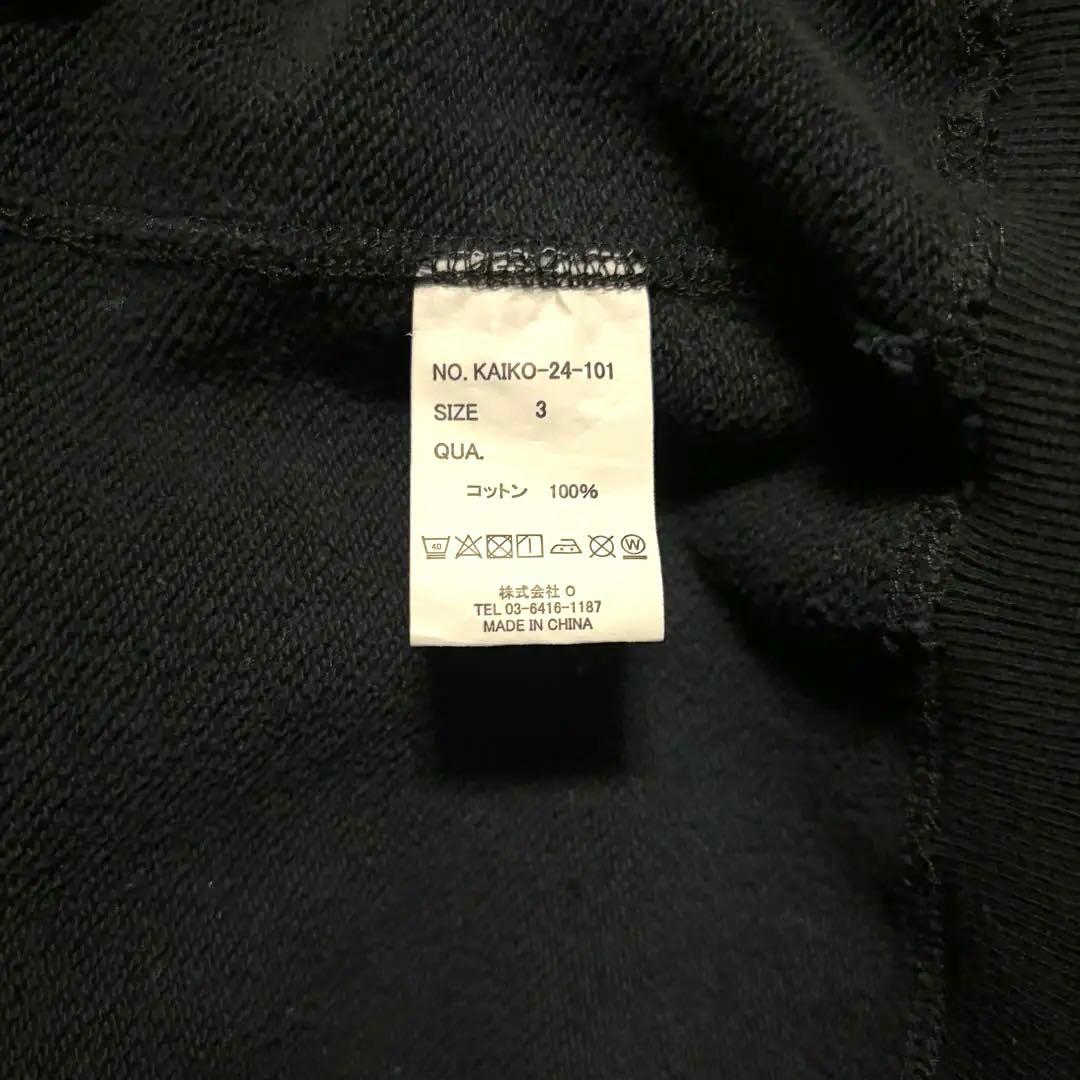 NO. KAIKO-24-101
SIZE 3
QUA.
コットン 100%
40 W
株式会社 O
TEL 03-6416-1187
MADE IN CHINA